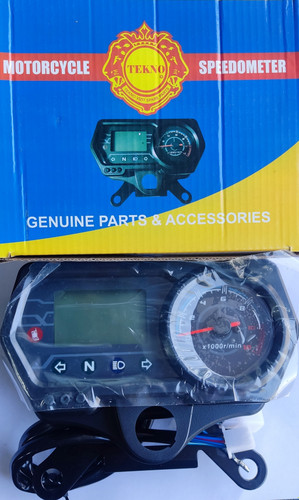 MOTORCYCLE TEKNO SPEEDOMETER
GENUINE PARTS & ACCESSORIES
N
x1000r/min